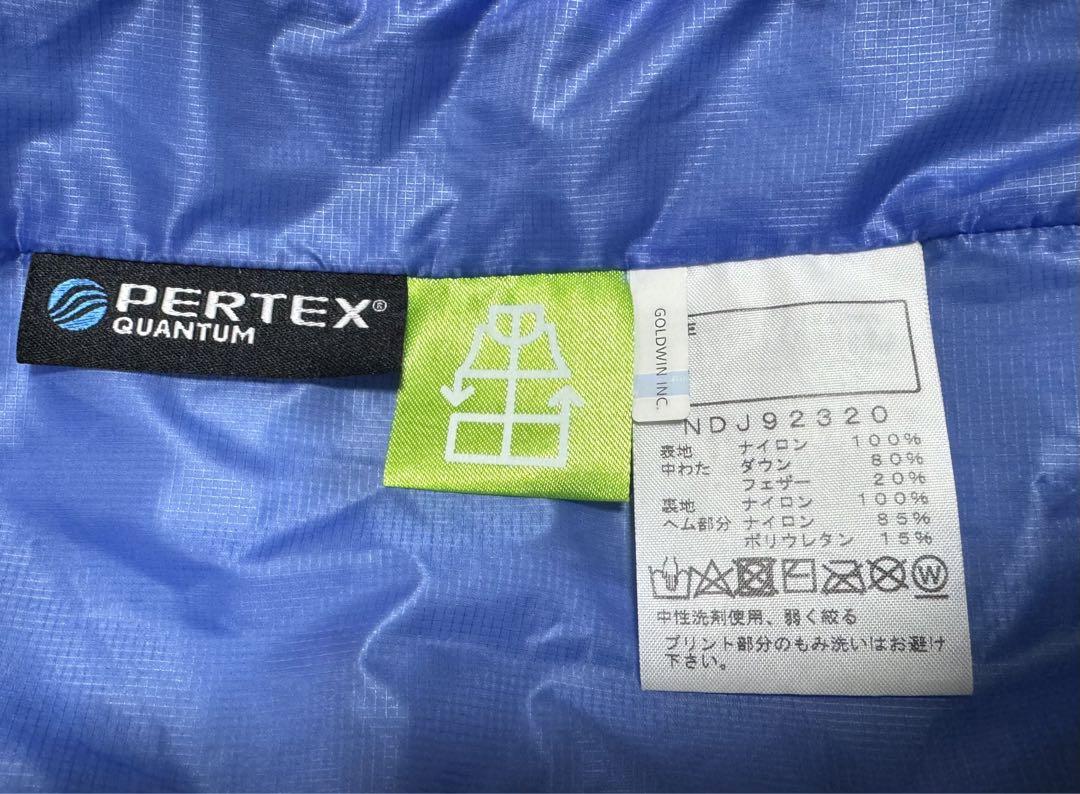 PERTEX®
QUANTUM
GOLDWIN INC.
NDJ92320
表地 ナイロン 100%
中わた ダウン 80%
フェザー 20%
裏地 ナイロン 100%
ヘム部分 ナイロン 85%
ポリウレタン 15%
W
中性洗剤使用、弱く絞る
プリント部分のもみ洗いはお避け
下さい。